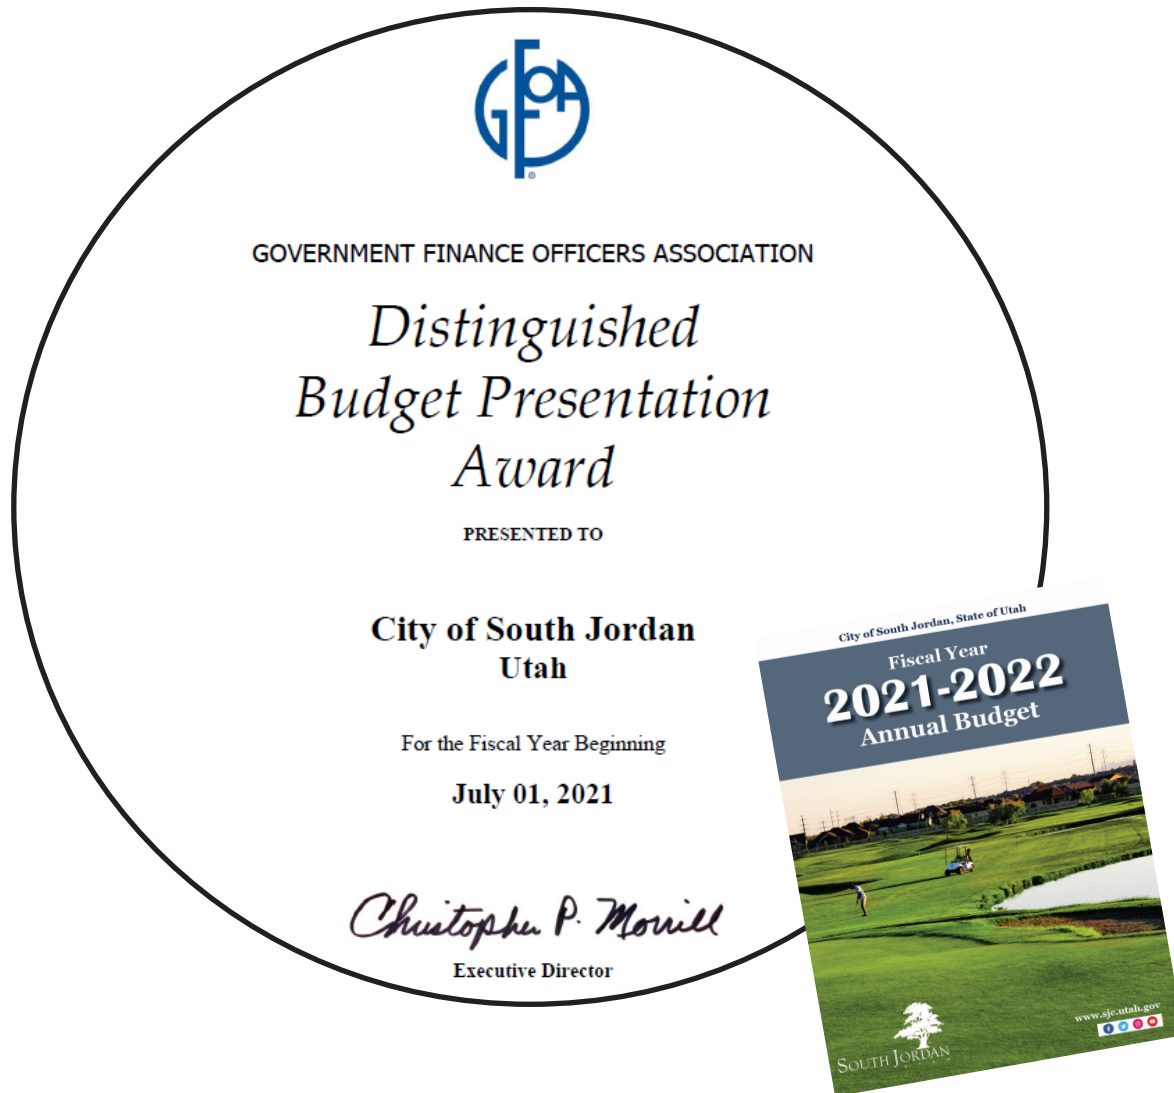 GFOA
®
GOVERNMENT FINANCE OFFICERS ASSOCIATION
Distinguished
Budget Presentation
Award
PRESENTED TO
City of South Jordan
Utah
For the Fiscal Year Beginning
July 01, 2021
Christopher P. Morrill
Executive Director
City of South Jordan, State of Utah
Fiscal Year
2021-2022
Annual Budget
www.sjc.utah.gov
SOUTH JORDAN